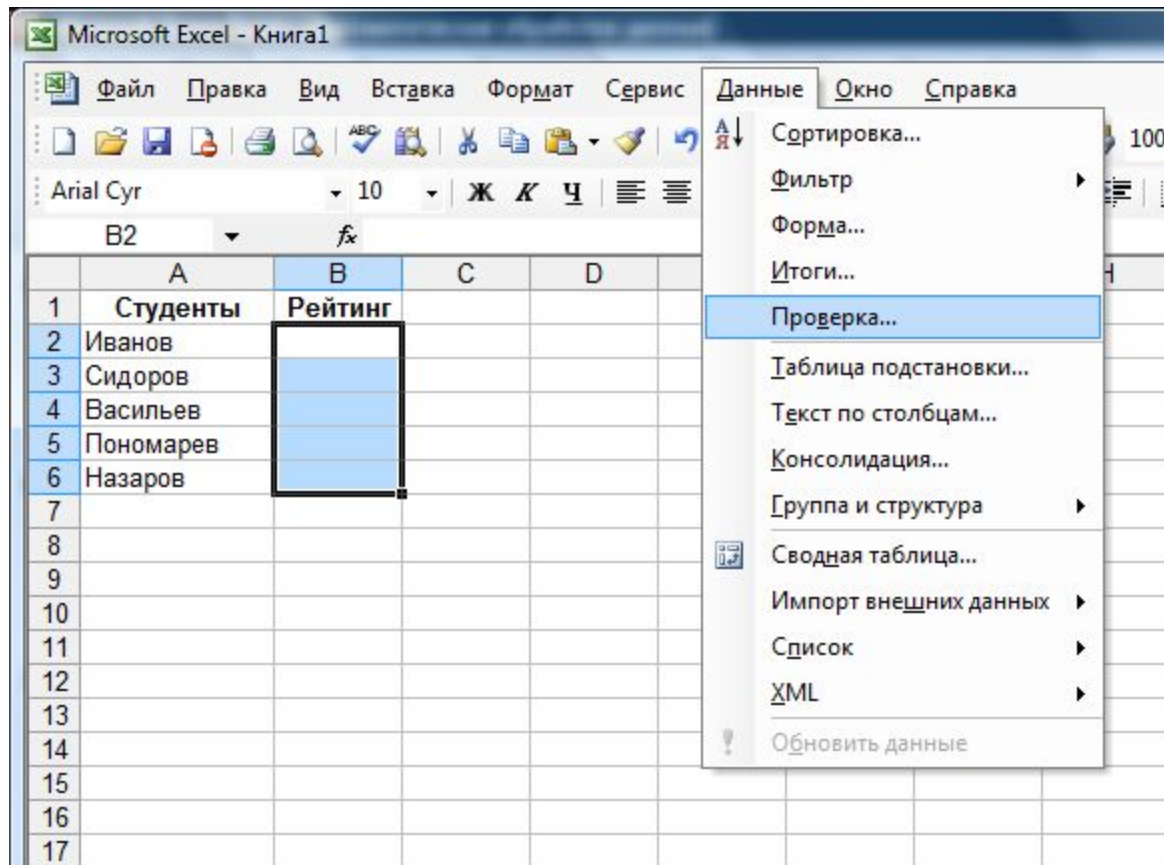 Microsoft Excel - Книга1
Файл Правка Вид Вставка Формат Сервис Данные Окно Справка
ABC 100
Arial Cyr 10 Ж К Ч
B2 fx
A B C D H
1 Студенты Рейтинг
2 Иванов
3 Сидоров
4 Васильев
5 Пономарев
6 Назаров
7
8
9
10
11
12
13
14
15
16
17
Сортировка...
Фильтр
Форма...
Итоги...
Проверка...
Таблица подстановки...
Текст по столбцам...
Консолидация...
Группа и структура
Сводная таблица...
Импорт внешних данных
Список
XML
Обновить данные